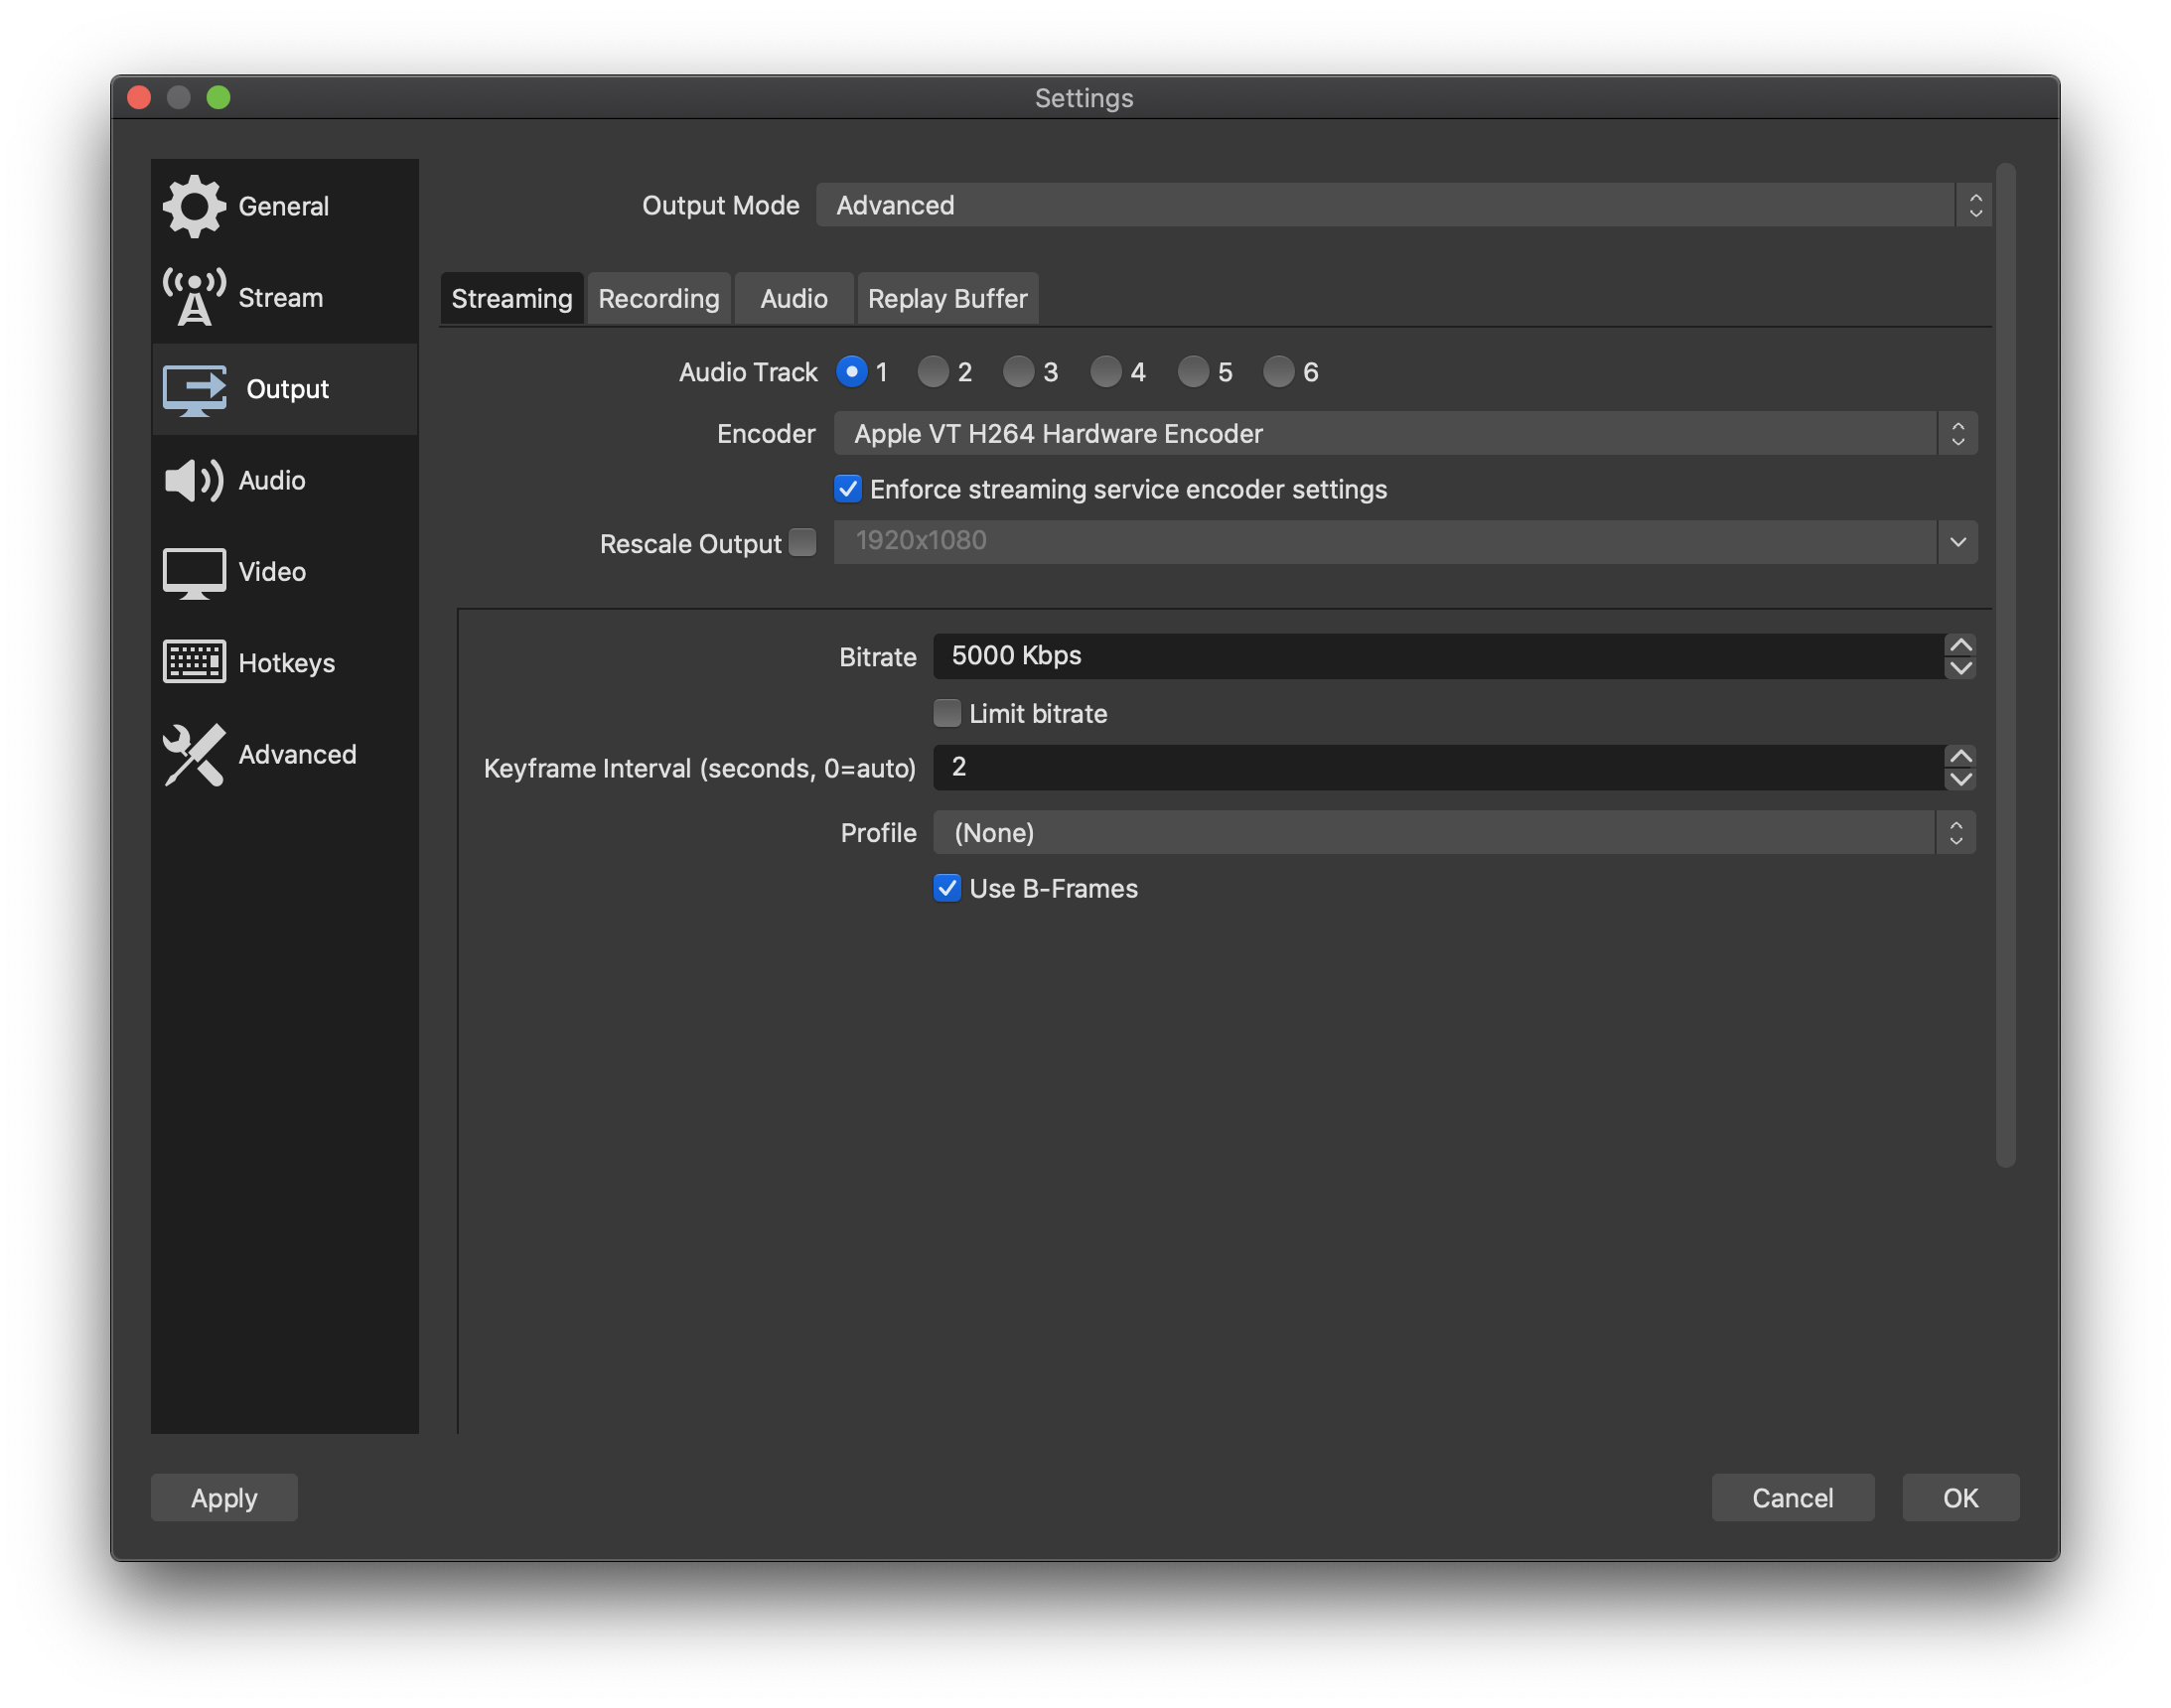 Settings
General
Stream
Output
Audio
Video
Hotkeys
Advanced
Output Mode Advanced
Streaming Recording Audio Replay Buffer
Audio Track 1 2 3 4 5 6
Encoder Apple VT H264 Hardware Encoder
Enforce streaming service encoder settings
Rescale Output 1920x1080
Bitrate 5000 Kbps
Limit bitrate
Keyframe Interval (seconds, 0=auto) 2
Profile (None)
Use B-Frames
Apply Cancel OK